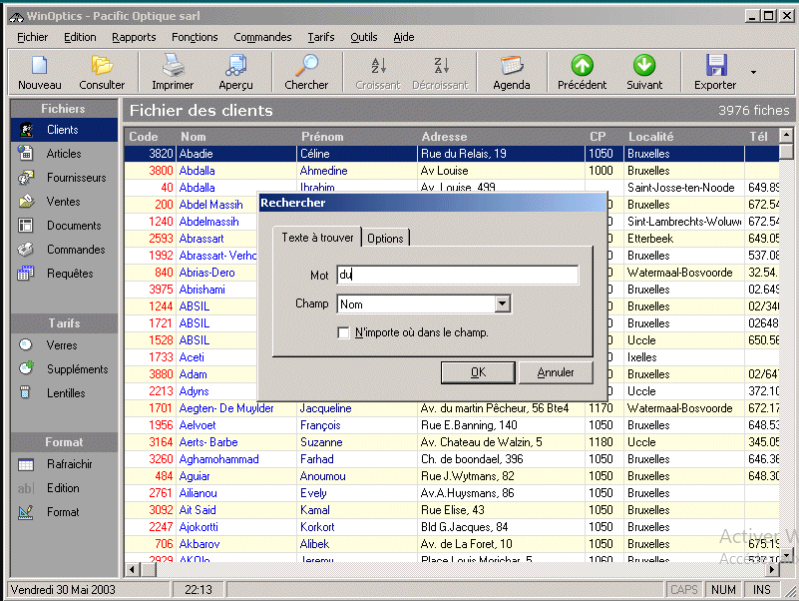 WinOptics - Pacific Optique sarl
Fichier Edition Rapports Fonctions Commandes Tarifs Outils Aide
Nouveau Consulter Imprimer Aperçu Chercher Croissant Décroissant Agenda Précédent Suivant Exporter
Fichiers
Clients
Articles
Fournisseurs
Ventes
Documents
Commandes
Requêtes
Tarifs
Verres
Suppléments
Lentilles
Format
Rafraichir
Edition
Format
Fichier des clients 3976 fiches
Code Nom Prénom Adresse CP Localité Tél
3820 Abadie Céline Rue du Relais, 19 1050 Bruxelles
3800 Abdalla Ahmedine Av Louise 1000 Bruxelles
40 Abdalla Ibrahim Av. Louise, 499 Saint-Josse-ten-Noode 649.89
200 Abdel Massih Bruxelles 672.54
1240 Abdelmassih Sint-Lambrechts-Woluw 672.54
2593 Abrassart Etterbeek 649.05
1992 Abrassart- Verho Bruxelles 537.08
840 Abrias-Dero Watermaal-Bosvoorde 32.54.
3975 Abrishami Bruxelles 02.649
1244 ABSIL Bruxelles 02/340
1721 ABSIL Bruxelles 02648
1528 ABSIL Uccle 650.56
1733 Aceti Ixelles
3880 Adam Bruxelles 02/64
2213 Adyns Uccle 372.10
1701 Aegten- De Muylder Jacqueline Av. du martin Pêcheur, 56 Bte4 1170 Watermaal-Bosvoorde 672.17
1956 Aelvoet François Rue E.Banning, 140 1050 Bruxelles 648.53
3164 Aerts- Barbe Suzanne Av. Chateau de Walzin, 5 1180 Uccle 345.05
3260 Aghamohammad Farhad Ch. de boondael, 396 1050 Bruxelles 646.36
484 Aguiar Anoumou Rue J.Wytmans, 82 1050 Bruxelles 648.30
2761 Ailianou Evely Av.A.Huysmans, 86 1050 Bruxelles
3092 Ait Said Kamal Rue Elise, 43 1050 Bruxelles
2247 Ajokortti Korkort Bld G.Jacques, 84 1050 Bruxelles
706 Akbarov Alibek Av. de La Foret, 10 1050 Bruxelles 675.19
2929 AKOlo Jeremy Place Louis Morichar, 5 1060 Bruxelles 537.10
Rechercher
Texte à trouver Options
Mot du
Champ Nom
N'importe où dans le champ.
OK Annuler
Activer W
Vendredi 30 Mai 2003 22:13 CAPS NUM INS